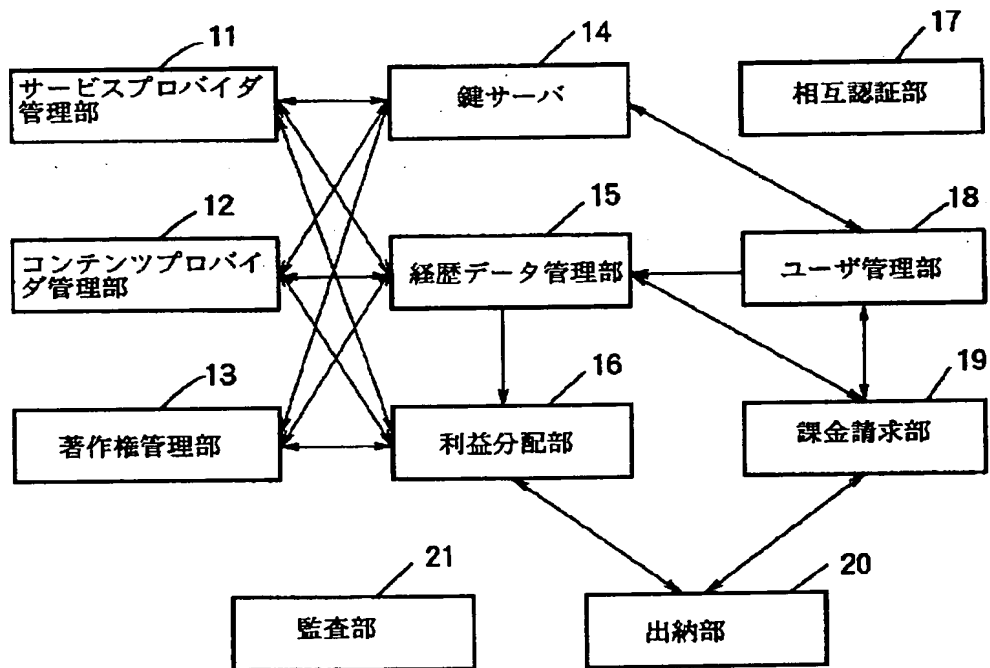 11
サービスプロバイダ
管理部
14
鍵サーバ
17
相互認証部
12
コンテンツプロバイ
ダ管理部
15
経歴データ管理部
18
ユーザ管理部
13
著作権管理部
16
利益分配部
19
課金請求部
21
監査部
20
出納部